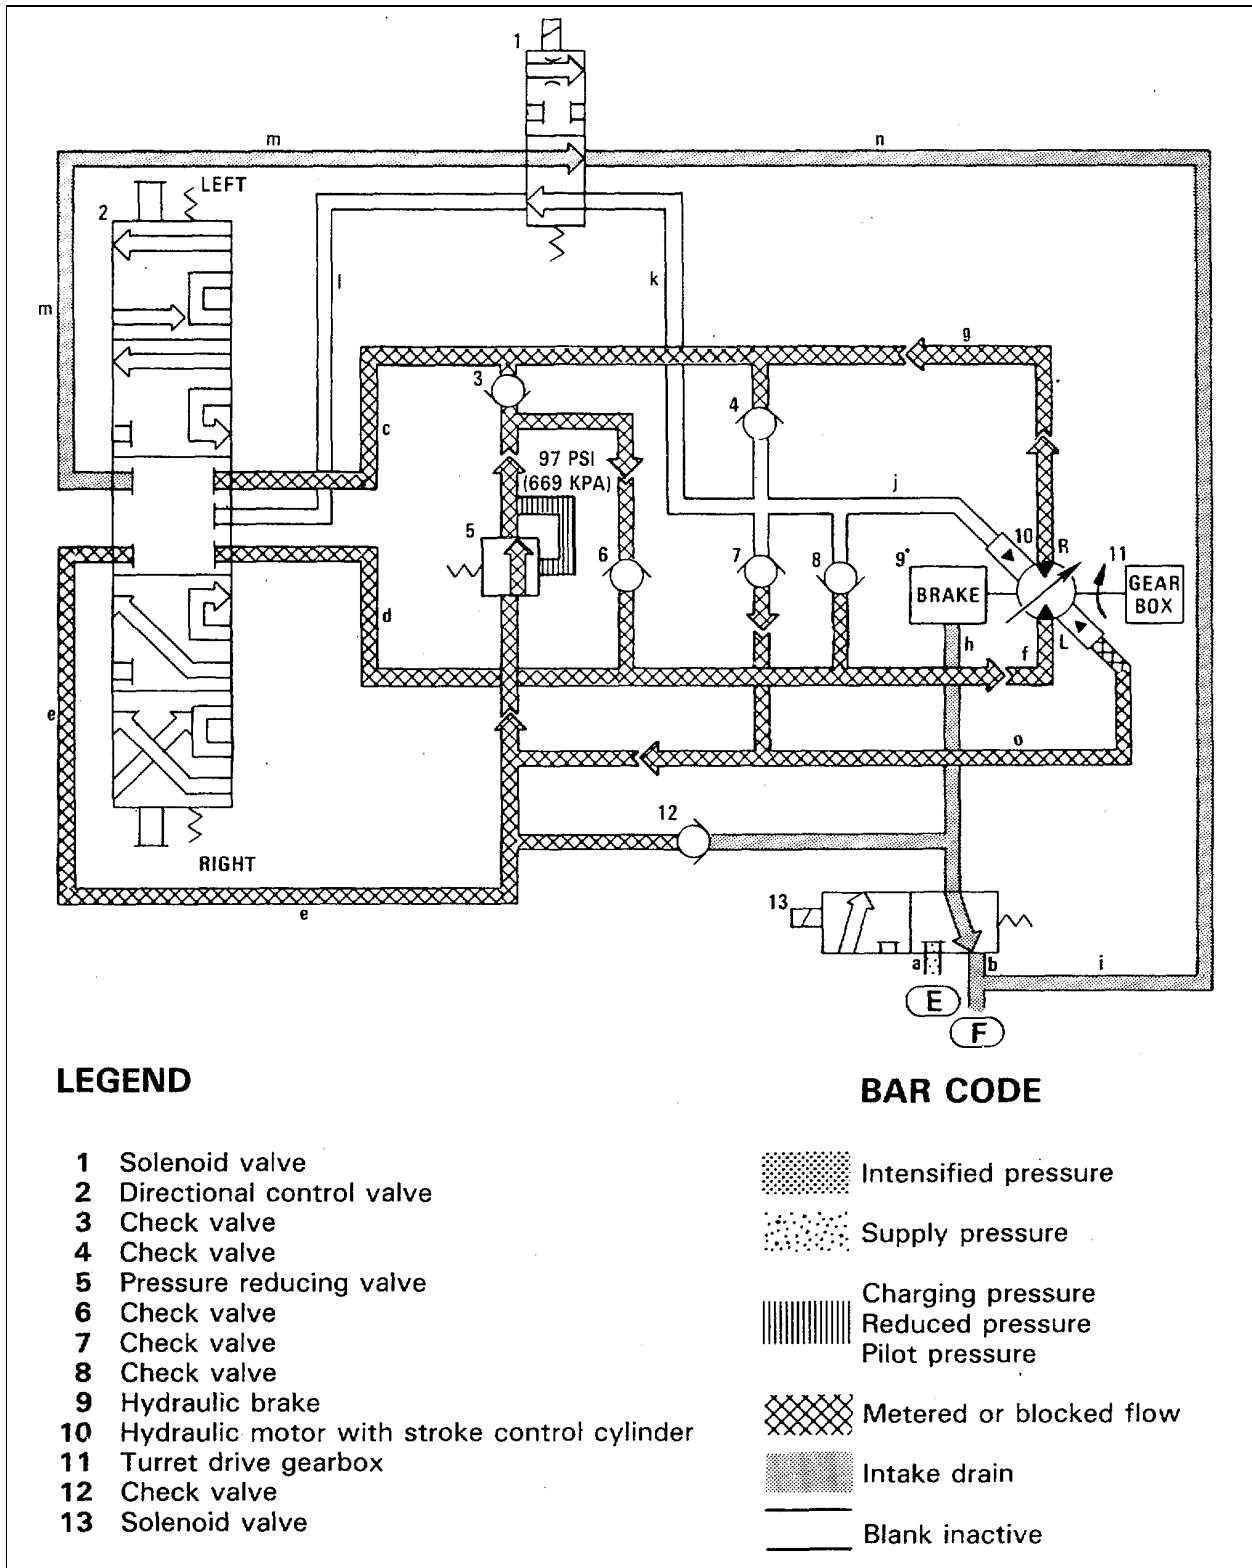 1
m
n
LEFT
2
l
k
m
g
3
4
c
97 PSI
(669 KPA)
j
5
10
R
11
6
7
8
9
BRAKE
GEAR
BOX
d
h
f
L
e
o
12
RIGHT
e
13
a
b
i
E
F
LEGEND
1 Solenoid valve
2 Directional control valve
3 Check valve
4 Check valve
5 Pressure reducing valve
6 Check valve
7 Check valve
8 Check valve
9 Hydraulic brake
10 Hydraulic motor with stroke control cylinder
11 Turret drive gearbox
12 Check valve
13 Solenoid valve
BAR CODE
Intensified pressure
Supply pressure
Charging pressure
Reduced pressure
Pilot pressure
Metered or blocked flow
Intake drain
Blank inactive